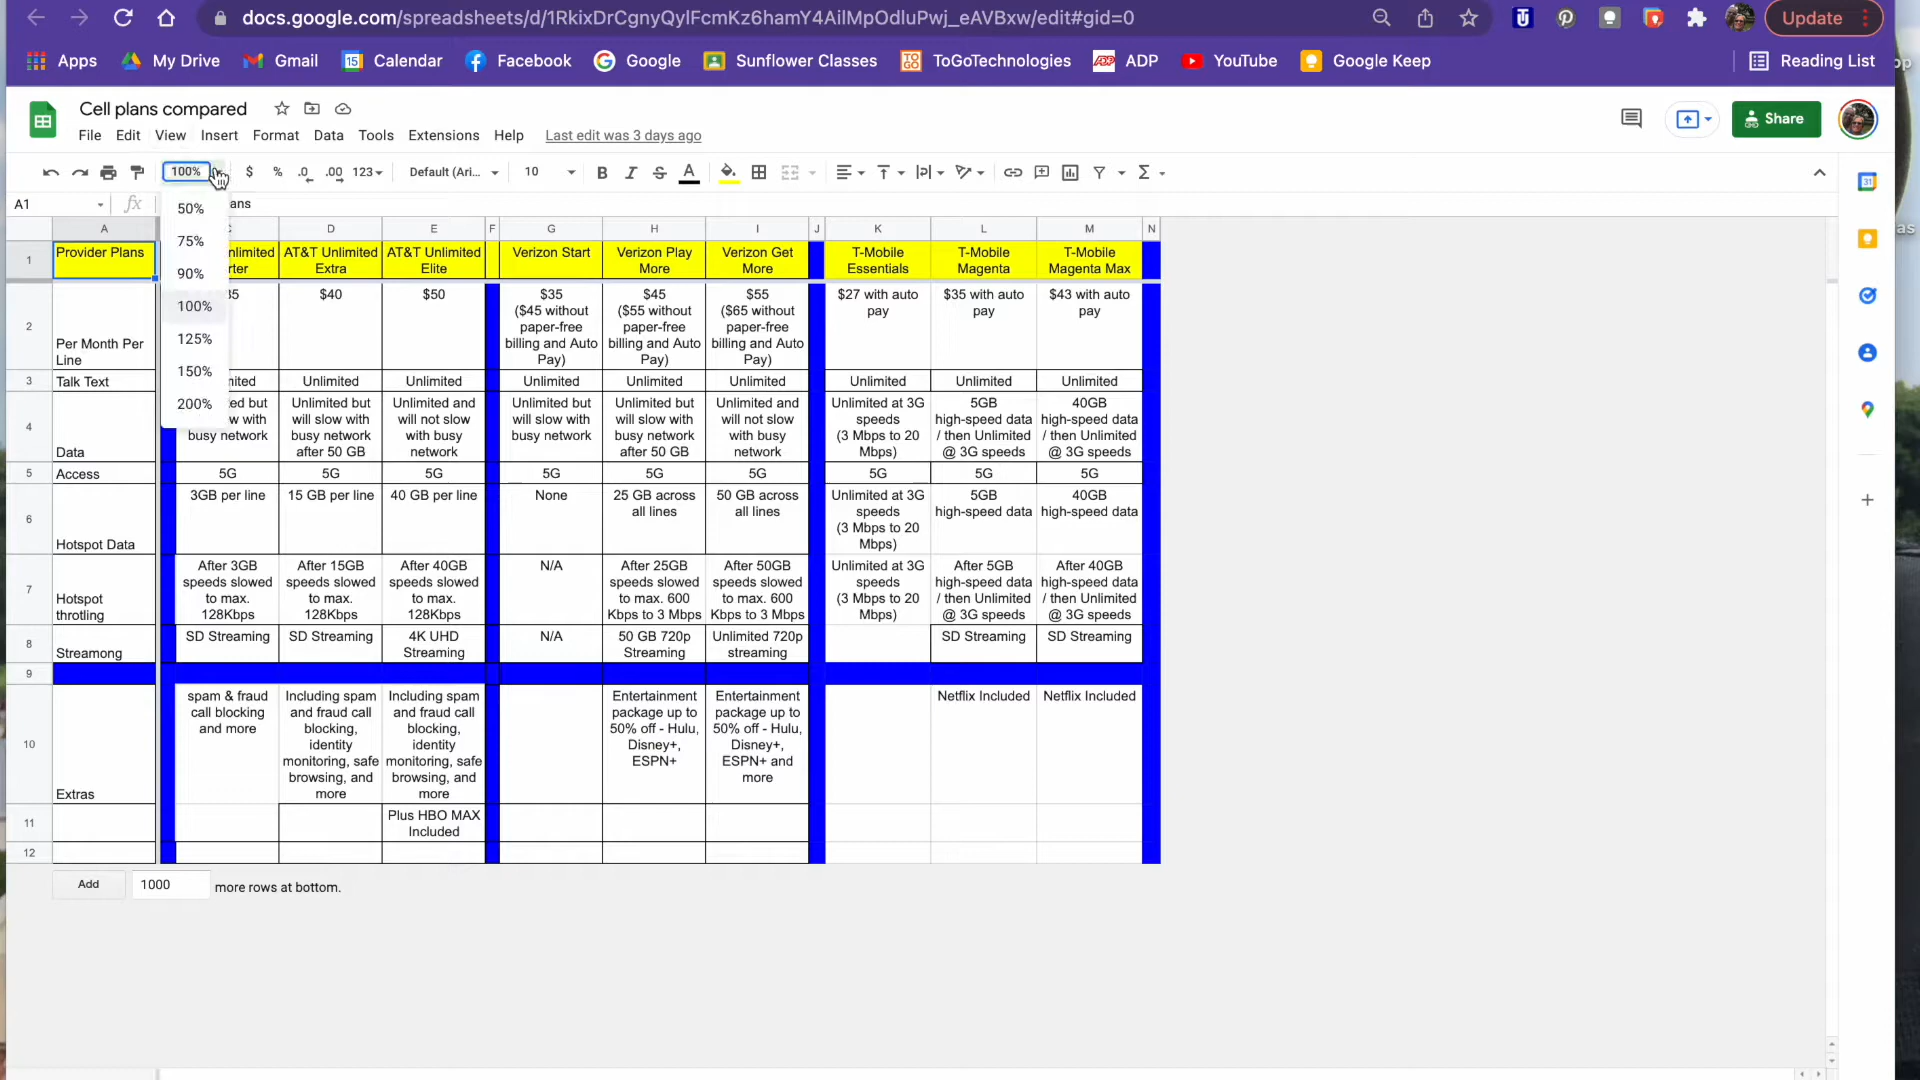 docs.google.com/spreadsheets/d/1RkixDrCgnyQylFcmKz6hamY4AilMpOdluPwj_eAVBxw/edit#gid=0
Update
Apps My Drive Gmail 15 Calendar Facebook Google Sunflower Classes TOGO ToGoTechnologies ADP YouTube Google Keep Reading List
Cell plans compared
File Edit View Insert Format Data Tools Extensions Help Last edit was 3 days ago
Share
100% $ % .0 .00 123 Default (Ari... 10 B I S A
A1 fx ans
50%
75%
90%
100%
125%
150%
200%
A D E F G H I J K L M N
1 Provider Plans
AT&T Unlimited
Extra
AT&T Unlimited
Elite
Verizon Start
Verizon Play
More
Verizon Get
More
T-Mobile
Essentials
T-Mobile
Magenta
T-Mobile
Magenta Max
2 Per Month Per
Line
$40
$50
$35
($45 without
paper-free
billing and Auto
Pay)
$45
($55 without
paper-free
billing and Auto
Pay)
$55
($65 without
paper-free
billing and Auto
Pay)
$27 with auto
pay
$35 with auto
pay
$43 with auto
pay
3 Talk Text
Unlimited Unlimited Unlimited Unlimited Unlimited Unlimited Unlimited Unlimited
4 Data
w with
busy network
Unlimited but
will slow with
busy network
after 50 GB
Unlimited and
will not slow
with busy
network
Unlimited but
will slow with
busy network
Unlimited but
will slow with
busy network
after 50 GB
Unlimited and
will not slow
with busy
network
Unlimited at 3G
speeds
(3 Mbps to 20
Mbps)
5GB
high-speed data
/ then Unlimited
@ 3G speeds
40GB
high-speed data
/ then Unlimited
@ 3G speeds
5 Access 5G 5G 5G 5G 5G 5G 5G 5G 5G
6 Hotspot Data
3GB per line
15 GB per line
40 GB per line
None
25 GB across
all lines
50 GB across
all lines
Unlimited at 3G
speeds
(3 Mbps to 20
Mbps)
5GB
high-speed data
40GB
high-speed data
7 Hotspot
throtling
After 3GB
speeds slowed
to max.
128Kbps
After 15GB
speeds slowed
to max.
128Kbps
After 40GB
speeds slowed
to max.
128Kbps
N/A
After 25GB
speeds slowed
to max. 600
Kbps to 3 Mbps
After 50GB
speeds slowed
to max. 600
Kbps to 3 Mbps
Unlimited at 3G
speeds
(3 Mbps to 20
Mbps)
After 5GB
high-speed data
/ then Unlimited
@ 3G speeds
After 40GB
high-speed data
/ then Unlimited
@ 3G speeds
8 Streamong
SD Streaming
SD Streaming
4K UHD
Streaming
N/A
50 GB 720p
Streaming
Unlimited 720p
streaming
SD Streaming
SD Streaming
9
10 Extras
spam & fraud
call blocking
and more
Including spam
and fraud call
blocking,
identity
monitoring, safe
browsing, and
more
Including spam
and fraud call
blocking,
identity
monitoring, safe
browsing, and
more
Entertainment
package up to
50% off - Hulu,
Disney+,
ESPN+
Entertainment
package up to
50% off - Hulu,
Disney+,
ESPN+ and
more
Netflix Included
Netflix Included
11
Plus HBO MAX
Included
12
Add 1000 more rows at bottom.